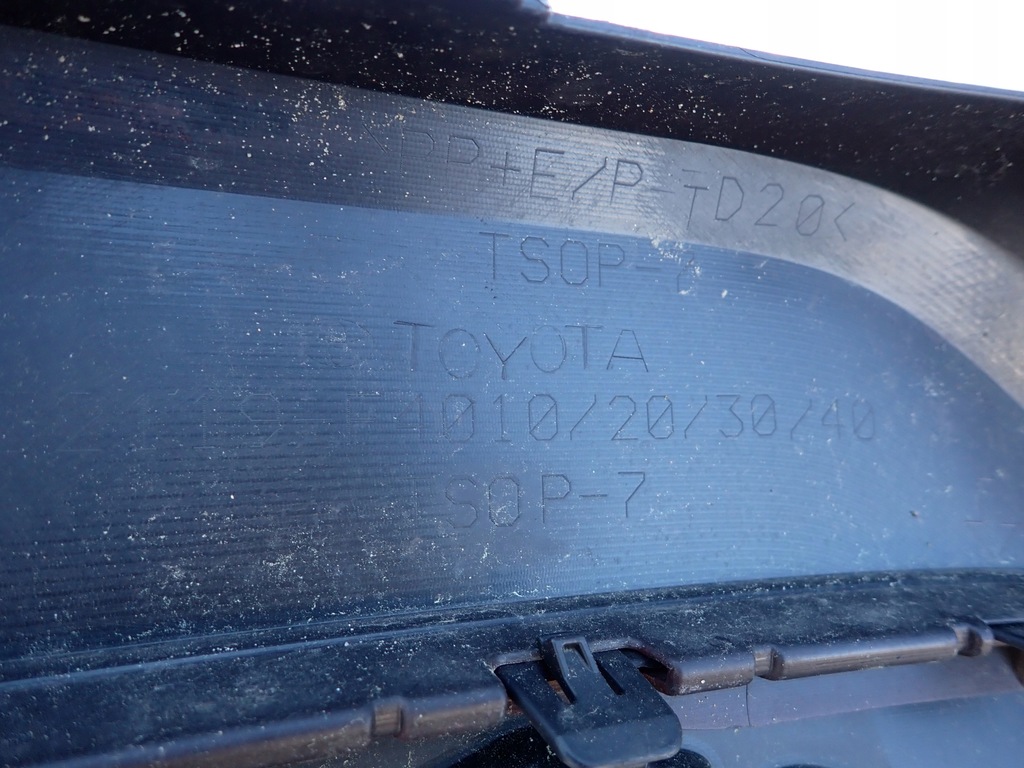 >PP+E/P-TD20<
TSOP-
TOYOTA
1010/20/30/40
TSOP-7